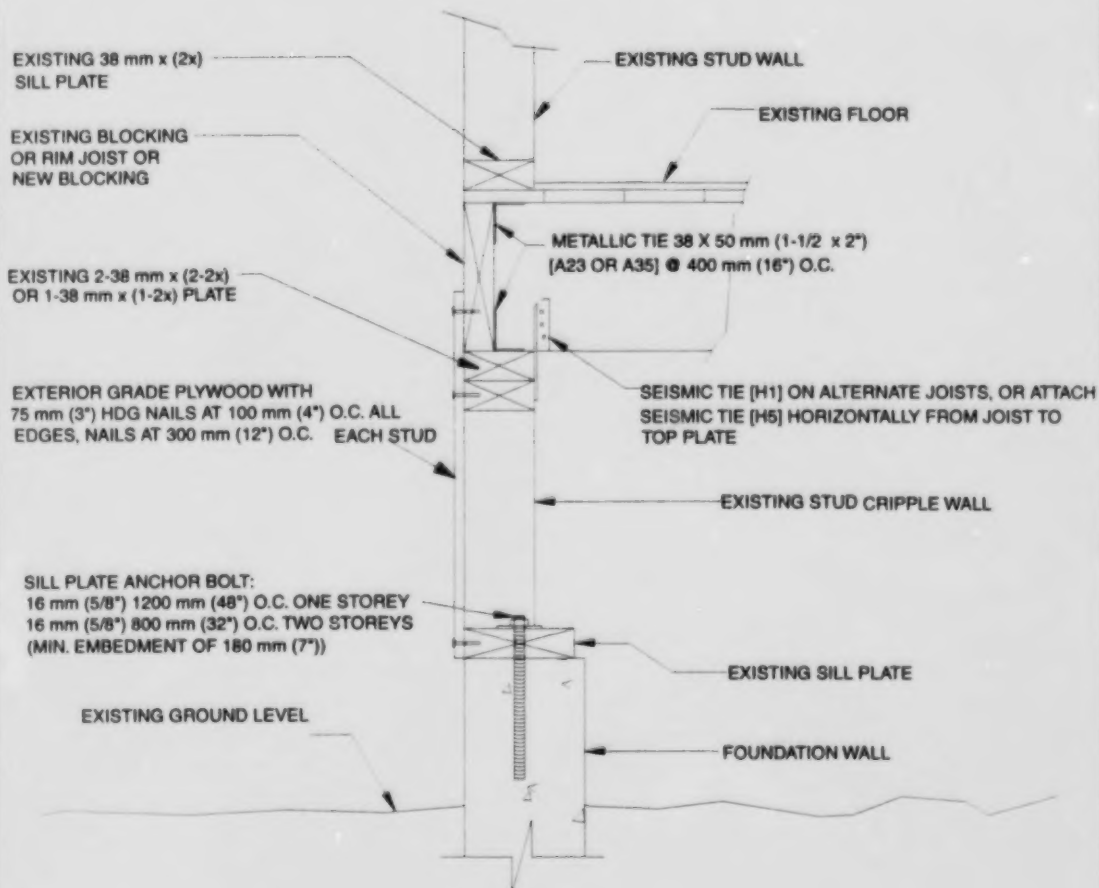 EXISTING 38 mm x (2x)
SILL PLATE
EXISTING STUD WALL
EXISTING FLOOR
EXISTING BLOCKING
OR RIM JOIST OR
NEW BLOCKING
METALLIC TIE 38 X 50 mm (1-1/2 x 2")
[A23 OR A35] @ 400 mm (16") O.C.
EXISTING 2-38 mm x (2-2x)
OR 1-38 mm x (1-2x) PLATE
EXTERIOR GRADE PLYWOOD WITH
75 mm (3") HDG NAILS AT 100 mm (4") O.C. ALL
EDGES, NAILS AT 300 mm (12") O.C. EACH STUD
SEISMIC TIE [H1] ON ALTERNATE JOISTS, OR ATTACH
SEISMIC TIE [H5] HORIZONTALLY FROM JOIST TO
TOP PLATE
EXISTING STUD CRIPPLE WALL
SILL PLATE ANCHOR BOLT:
16 mm (5/8") 1200 mm (48") O.C. ONE STOREY
16 mm (5/8") 800 mm (32") O.C. TWO STOREYS
(MIN. EMBEDMENT OF 180 mm (7"))
EXISTING SILL PLATE
EXISTING GROUND LEVEL
FOUNDATION WALL